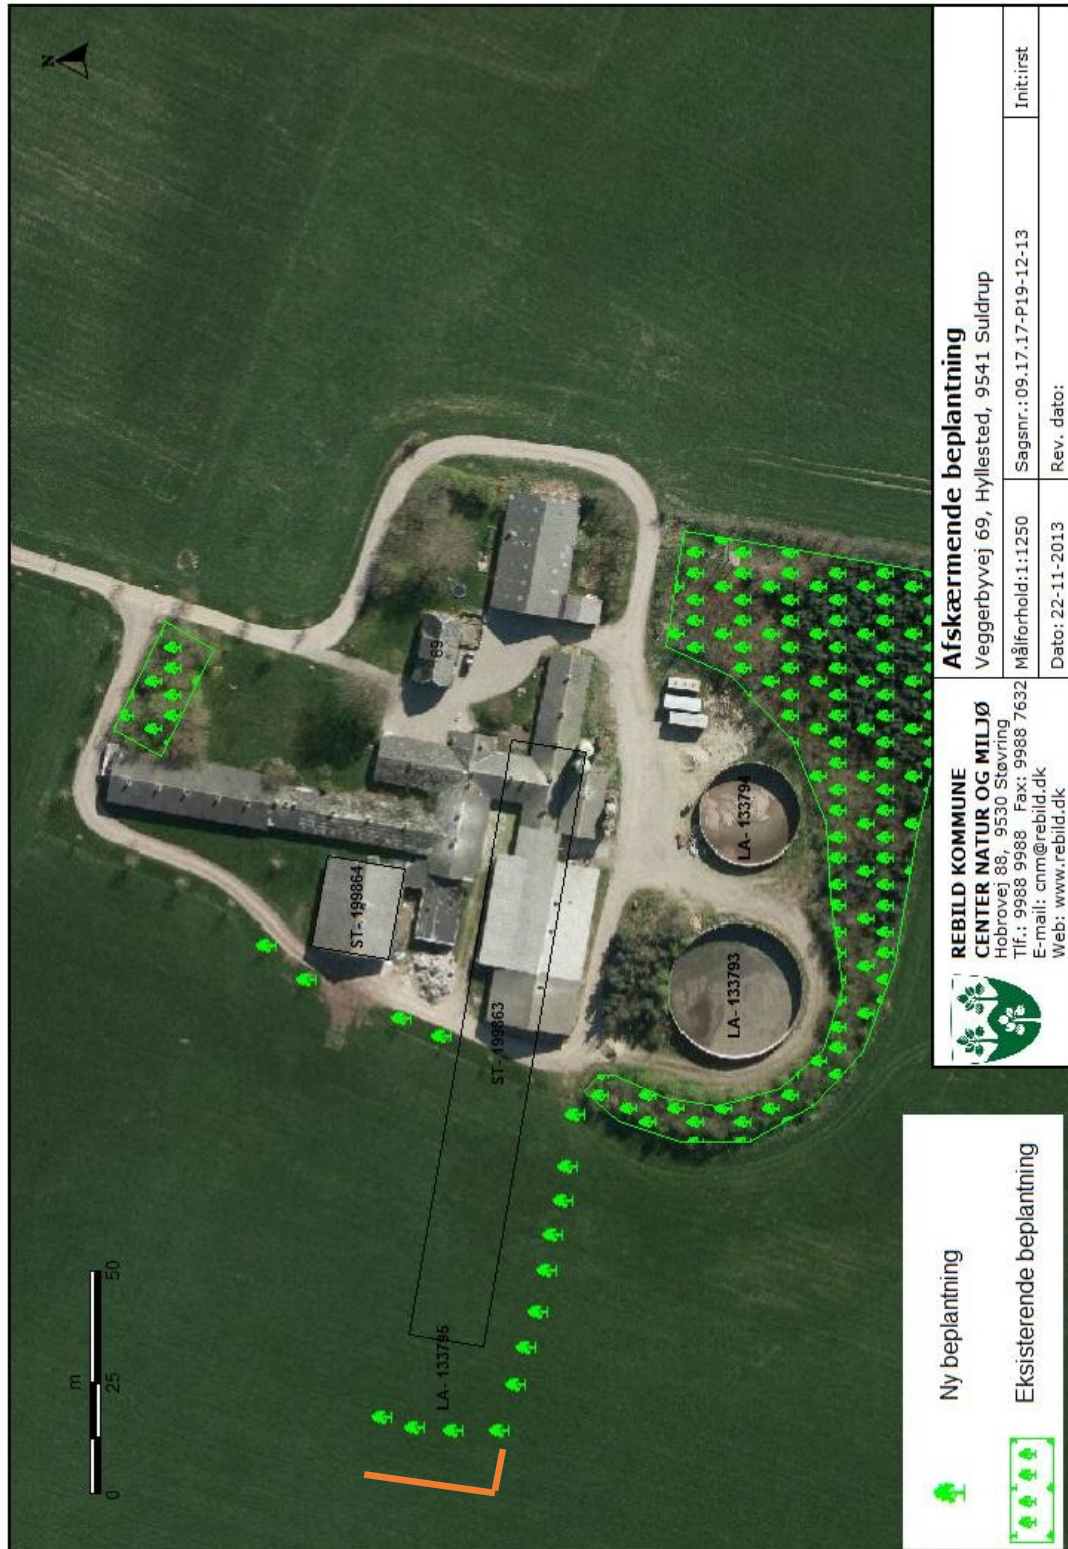 N
m
0
25
50
ST-199864
69
ST-199863
LA-133795
LA-133794
LA-133793
Ny beplantning
Eksisterende beplantning
REBILD KOMMUNE
CENTER NATUR OG MILJØ
Hobrovej 88, 9530 Støvring
Tlf.: 9988 9988 Fax: 9988 7632
E-mail: cnm@rebild.dk
Web: www.rebild.dk
Afskærmende beplantning
Veggerbyvej 69, Hyllested, 9541 Suldrup
Målforhold:1:1250
Sagsnr.:09.17.17-P19-12-13
Init:irst
Dato: 22-11-2013
Rev. dato: